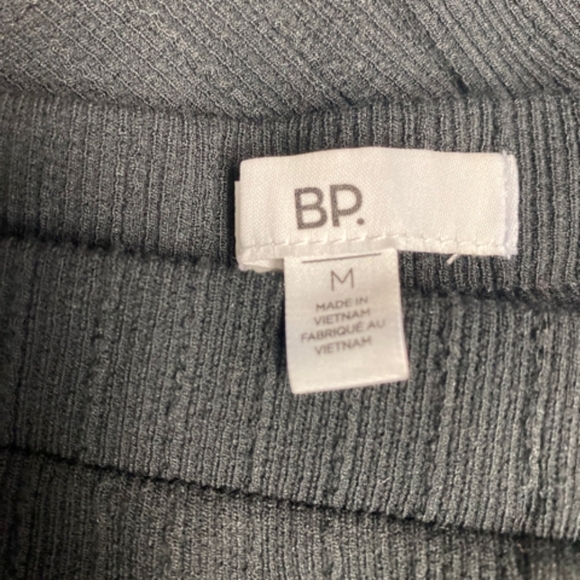 BP.
M
MADE IN
VIETNAM
FABRIQUÉ AU
VIETNAM